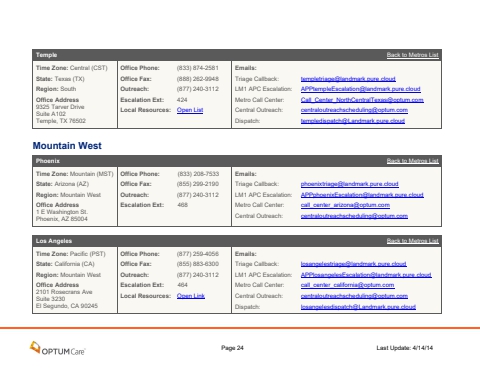 Temple Back to Metros List
Time Zone: Central (CST) Office Phone: (833) 874-2581 Emails:
State: Texas (TX) Office Fax: (888) 262-9948 Triage Callback: templetriage@landmark.pure.cloud
Region: South Outreach: (877) 240-3112 LM1 APC Escalation: APPtempleEscalation@landmark.pure.cloud
Office Address Escalation Ext: 424 Metro Call Center: Call_Center_NorthCentralTexas@optum.com
9325 Tarver Drive Local Resources: Open List Central Outreach: centraloutreachscheduling@optum.com
Suite A102
Temple, TX 76502 Dispatch: templedispatch@Landmark.pure.cloud
Mountain West
Phoenix Back to Metros List
Time Zone: Mountain (MST) Office Phone: (833) 208-7533 Emails:
State: Arizona (AZ) Office Fax: (855) 299-2190 Triage Callback: phoenixtriage@landmark.pure.cloud
Region: Mountain West Outreach: (877) 240-3112 LM1 APC Escalation: APPphoenixEscalation@landmark.pure.cloud
Office Address Escalation Ext: 468 Metro Call Center: call_center_arizona@optum.com
1 E Washington St. Central Outreach: centraloutreachscheduling@optum.com
Phoenix, AZ 85004
Los Angeles Back to Metros List
Time Zone: Pacific (PST) Office Phone: (877) 259-4056 Emails:
State: California (CA) Office Fax: (855) 883-6300 Triage Callback: losangelestriage@landmark.pure.cloud
Region: Mountain West Outreach: (877) 240-3112 LM1 APC Escalation: APPlosangelesEscalation@landmark.pure.cloud
Office Address Escalation Ext: 464 Metro Call Center: call_center_california@optum.com
2101 Rosecrans Ave Local Resources: Open Link Central Outreach: centraloutreachscheduling@optum.com
Suite 3230
El Segundo, CA 90245 Dispatch: losangelesdispatch@Landmark.pure.cloud
OPTUMCare Page 24 Last Update: 4/14/14